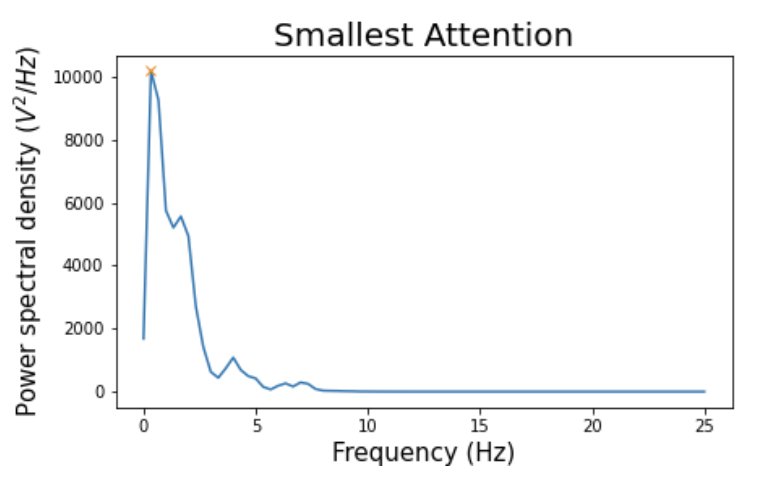 Smallest Attention
Power spectral density (V²/Hz)
10000
8000
6000
4000
2000
0
0 5 10 15 20 25
Frequency (Hz)